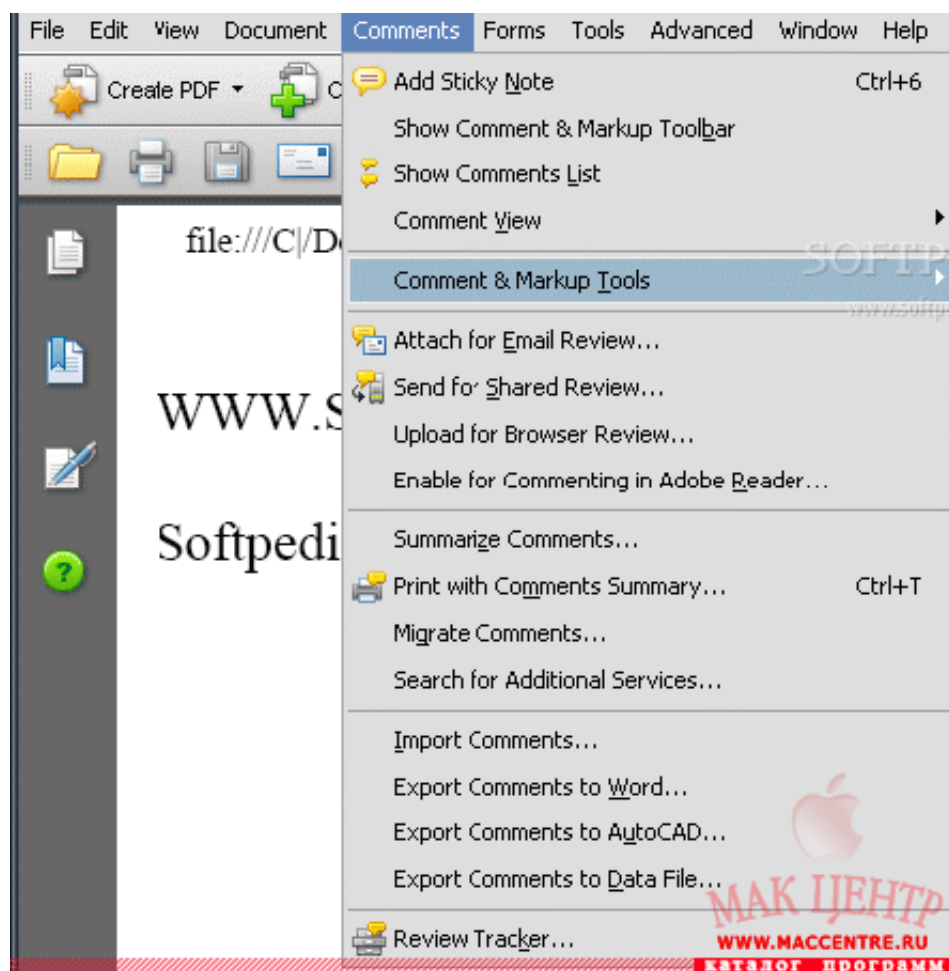 File Edit View Document Comments Forms Tools Advanced Window Help
Create PDF
Add Sticky Note Ctrl+6
Show Comment & Markup Toolbar
Show Comments List
Comment View
file:///C|/D
SOFTP
Comment & Markup Tools
www.softp
Attach for Email Review...
Send for Shared Review...
WWW.S
Upload for Browser Review...
Enable for Commenting in Adobe Reader...
Softpedi
Summarize Comments...
Print with Comments Summary... Ctrl+T
Migrate Comments...
Search for Additional Services...
Import Comments...
Export Comments to Word...
Export Comments to AutoCAD...
Export Comments to Data File...
МАК ЦЕНТР
Review Tracker...
WWW.MACCENTRE.RU
каталог программ